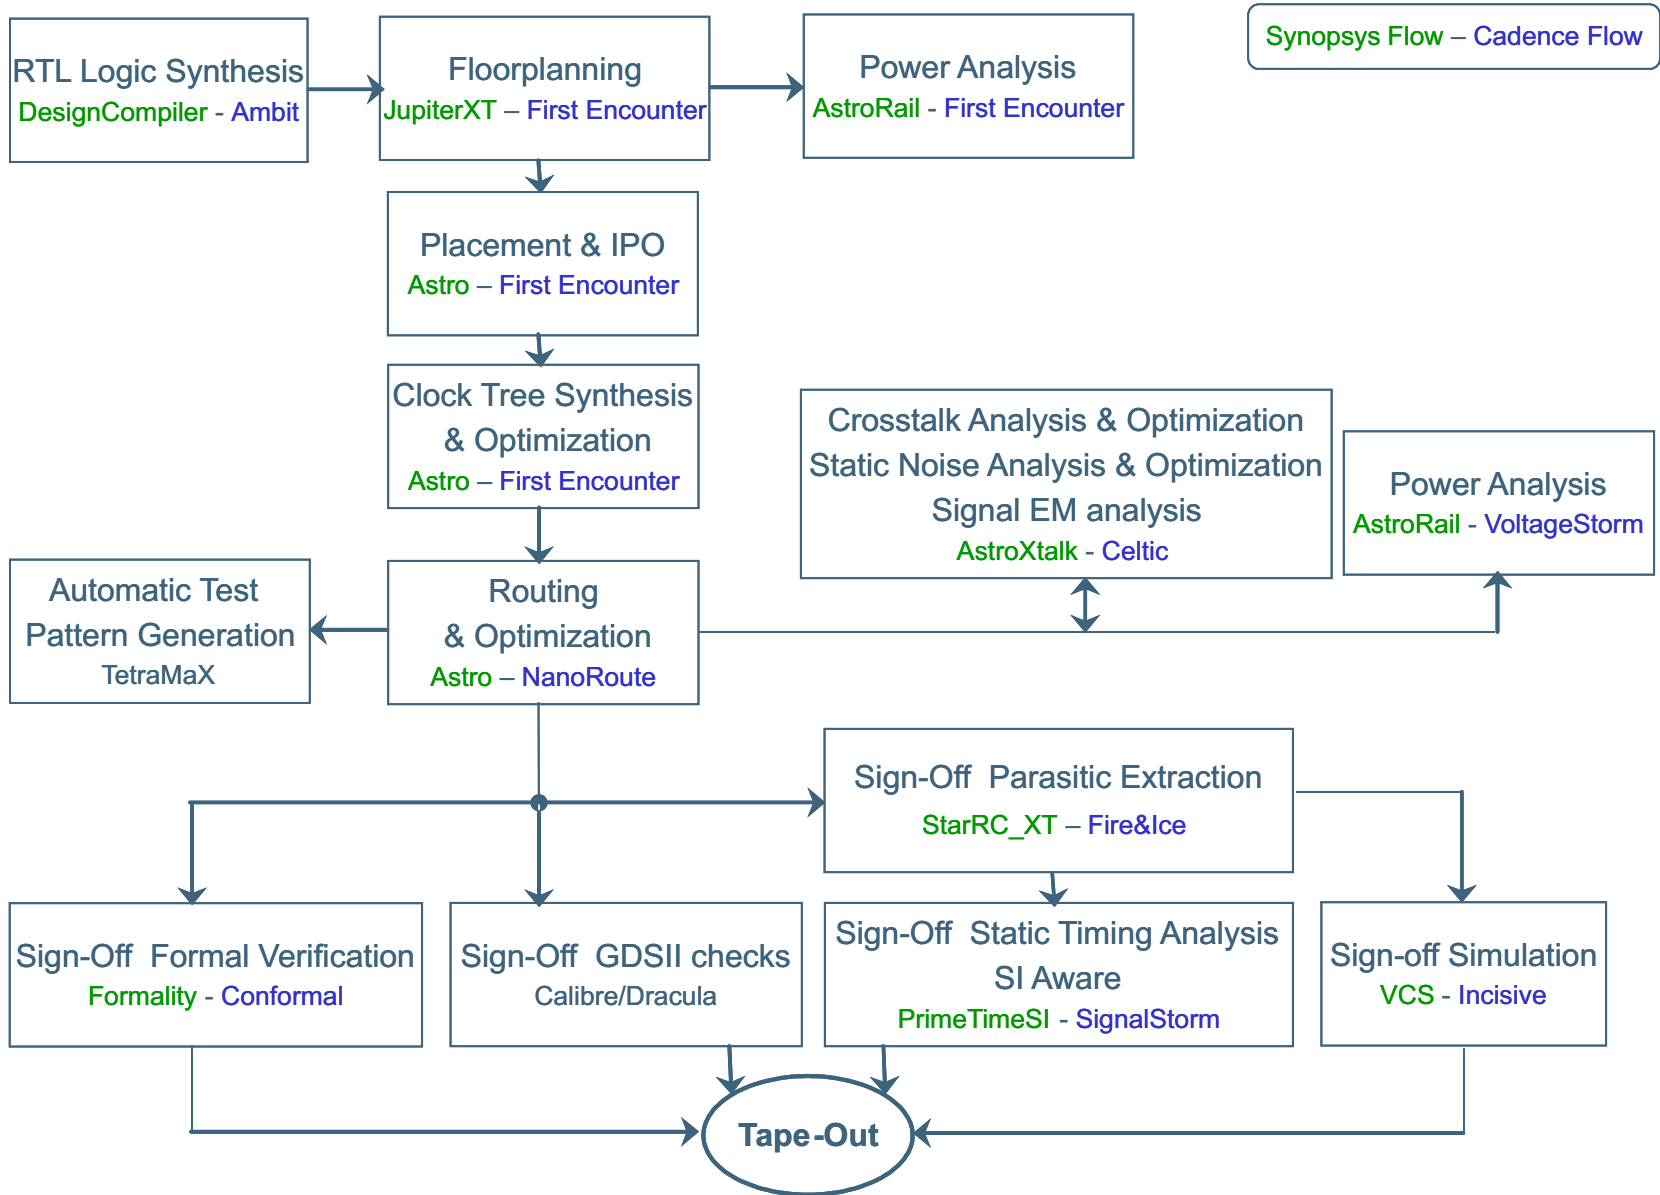 RTL Logic Synthesis
DesignCompiler - Ambit
Floorplanning
JupiterXT – First Encounter
Power Analysis
AstroRail - First Encounter
Synopsys Flow – Cadence Flow
Placement & IPO
Astro – First Encounter
Clock Tree Synthesis
& Optimization
Astro – First Encounter
Crosstalk Analysis & Optimization
Static Noise Analysis & Optimization
Signal EM analysis
AstroXtalk - Celtic
Power Analysis
AstroRail - VoltageStorm
Automatic Test
Pattern Generation
TetraMaX
Routing
& Optimization
Astro – NanoRoute
Sign-Off Parasitic Extraction
StarRC_XT – Fire&Ice
Sign-Off Formal Verification
Formality - Conformal
Sign-Off GDSII checks
Calibre/Dracula
Sign-Off Static Timing Analysis
SI Aware
PrimeTimeSI - SignalStorm
Sign-off Simulation
VCS - Incisive
Tape-Out